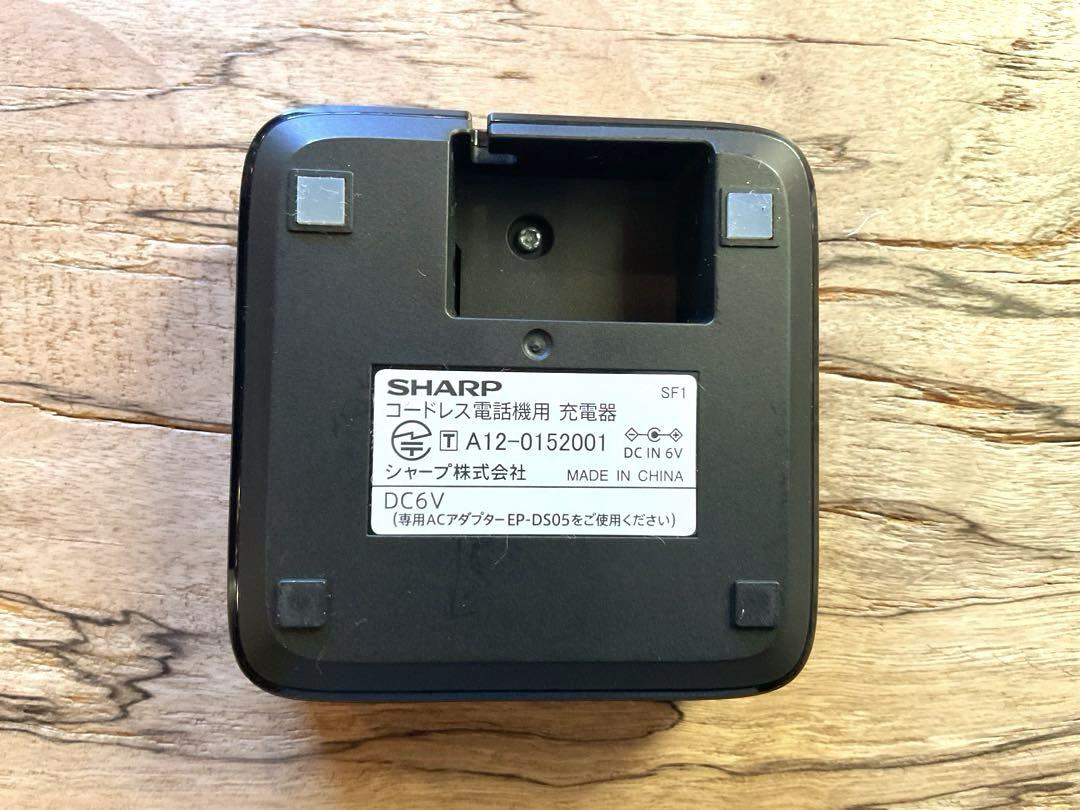 SHARP SF1
コードレス電話機用 充電器
T A12-0152001
DC IN 6V
シャープ株式会社 MADE IN CHINA
DC6V
(専用ACアダプターEP-DS05をご使用ください)